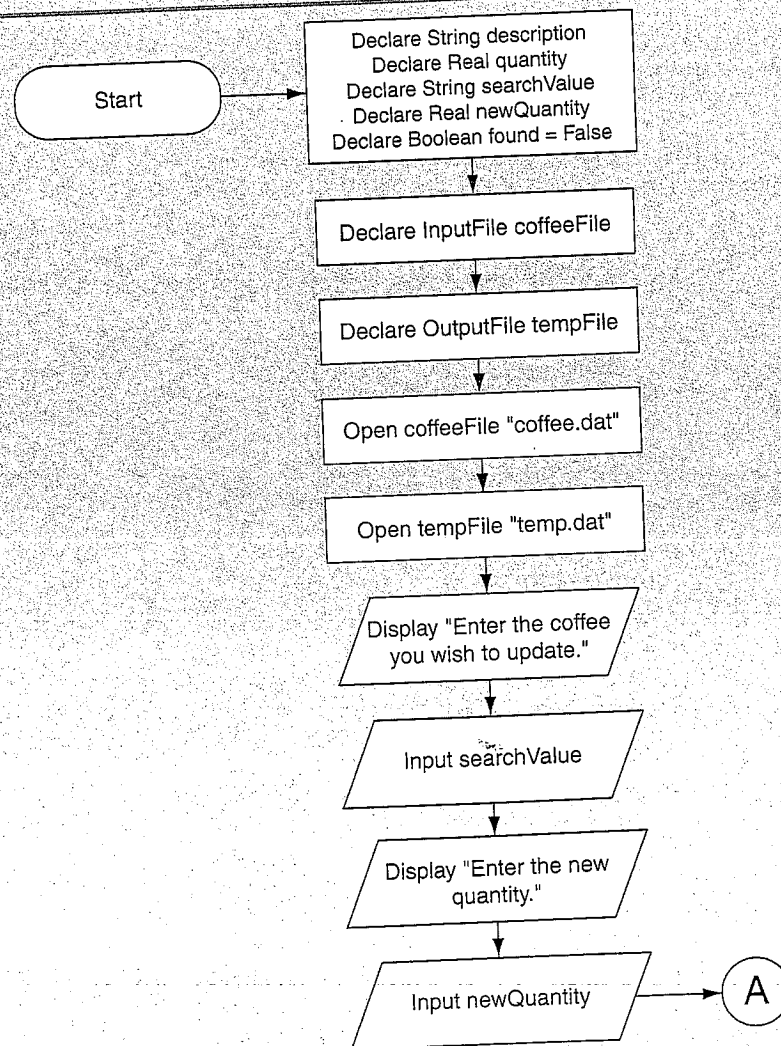 Start
Declare String description
Declare Real quantity
Declare String searchValue
Declare Real newQuantity
Declare Boolean found = False
Declare InputFile coffeeFile
Declare OutputFile tempFile
Open coffeeFile "coffee.dat"
Open tempFile "temp.dat"
Display "Enter the coffee
you wish to update."
Input searchValue
Display "Enter the new
quantity."
Input newQuantity
A